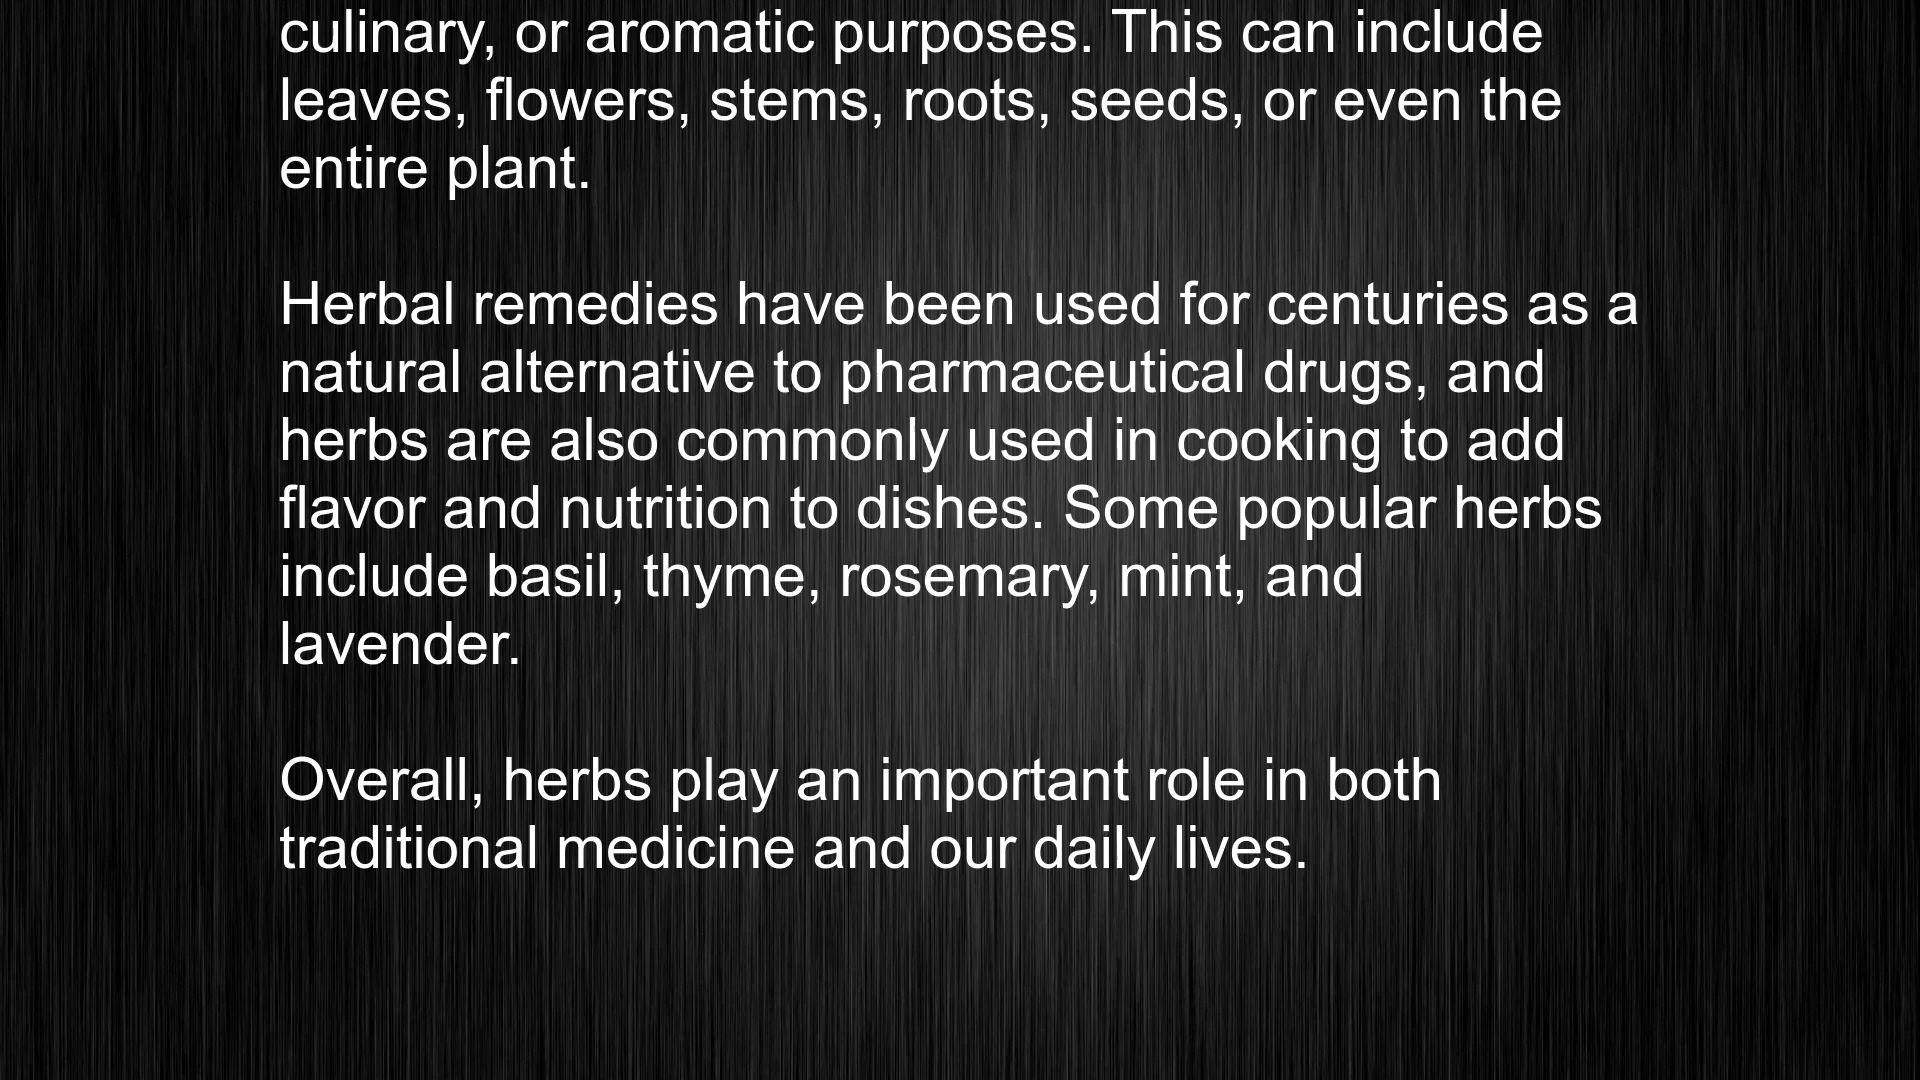 culinary, or aromatic purposes. This can include
leaves, flowers, stems, roots, seeds, or even the
entire plant.
Herbal remedies have been used for centuries as a
natural alternative to pharmaceutical drugs, and
herbs are also commonly used in cooking to add
flavor and nutrition to dishes. Some popular herbs
include basil, thyme, rosemary, mint, and
lavender.
Overall, herbs play an important role in both
traditional medicine and our daily lives.